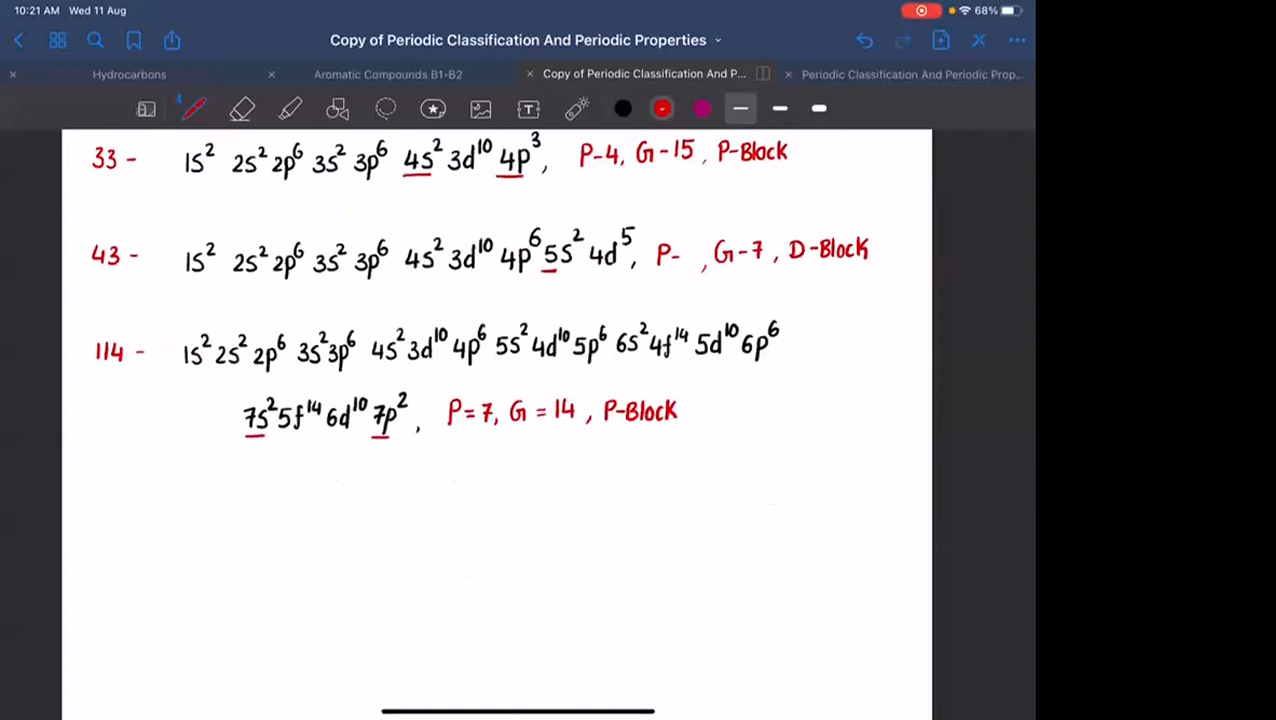 10:21 AM Wed 11 Aug 68%
Copy of Periodic Classification And Periodic Properties
Hydrocarbons Aromatic Compounds B1-B2 Copy of Periodic Classification And P... Periodic Classification And Periodic Prop...
33 - 1s² 2s² 2p⁶ 3s² 3p⁶ 4s² 3d¹⁰ 4p³, P-4, G-15, P-Block
43 - 1s² 2s² 2p⁶ 3s² 3p⁶ 4s² 3d¹⁰ 4p⁶ 5s² 4d⁵, P- , G-7, D-Block
114 - 1s² 2s² 2p⁶ 3s² 3p⁶ 4s² 3d¹⁰ 4p⁶ 5s² 4d¹⁰ 5p⁶ 6s² 4f¹⁴ 5d¹⁰ 6p⁶
7s² 5f¹⁴ 6d¹⁰ 7p², P=7, G=14, P-Block